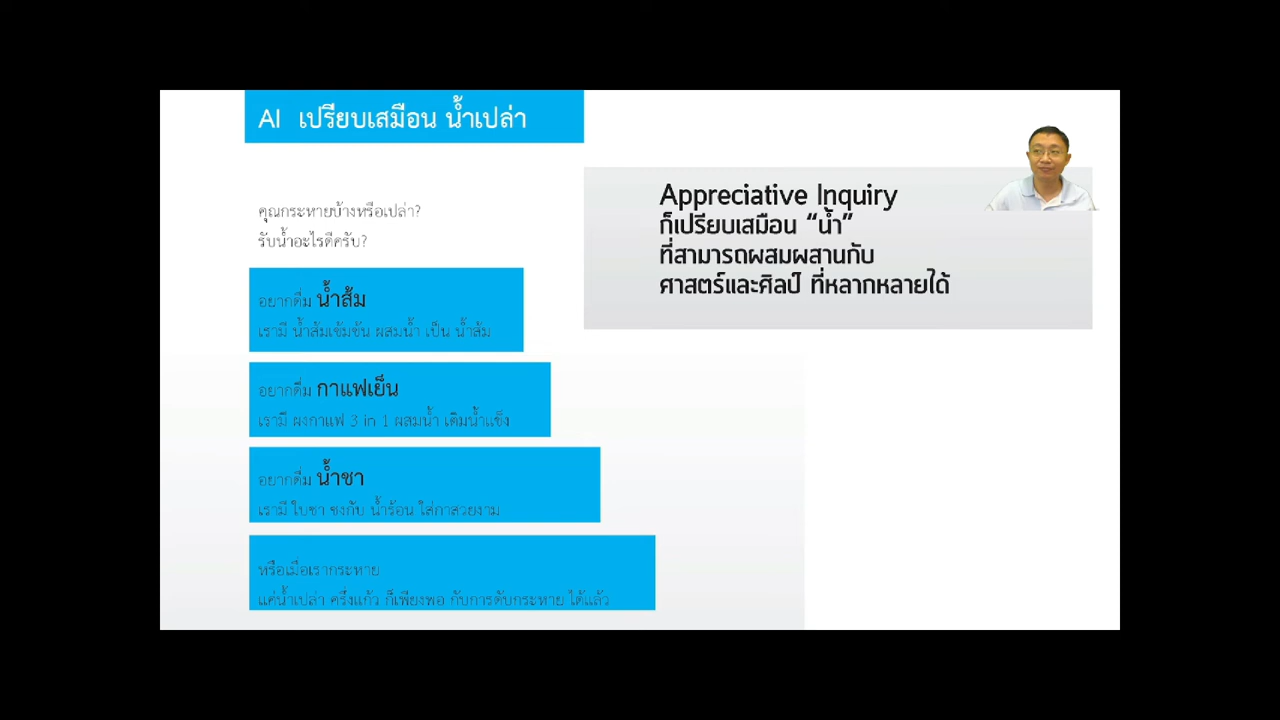 AI เปรียบเสมือน น้ำเปล่า
คุณกระหายบ้างหรือเปล่า?
รับน้ำอะไรดีครับ?
อยากดื่ม น้ำส้ม
เรามี น้ำส้มเข้มข้น ผสมน้ำ เป็น น้ำส้ม
อยากดื่ม กาแฟเย็น
เรามี ผงกาแฟ 3 in 1 ผสมน้ำ เติมน้ำแข็ง
อยากดื่ม น้ำชา
เรามี ใบชา ชงกับ น้ำร้อน ใส่กาสวยงาม
หรือเมื่อเรากระหาย
แค่น้ำเปล่า ครึ่งแก้ว ก็เพียงพอ กับการดับกระหาย ได้แล้ว
Appreciative Inquiry
ก็เปรียบเสมือน “น้ำ”
ที่สามารถผสมผสานกับ
ศาสตร์และศิลป์ ที่หลากหลายได้